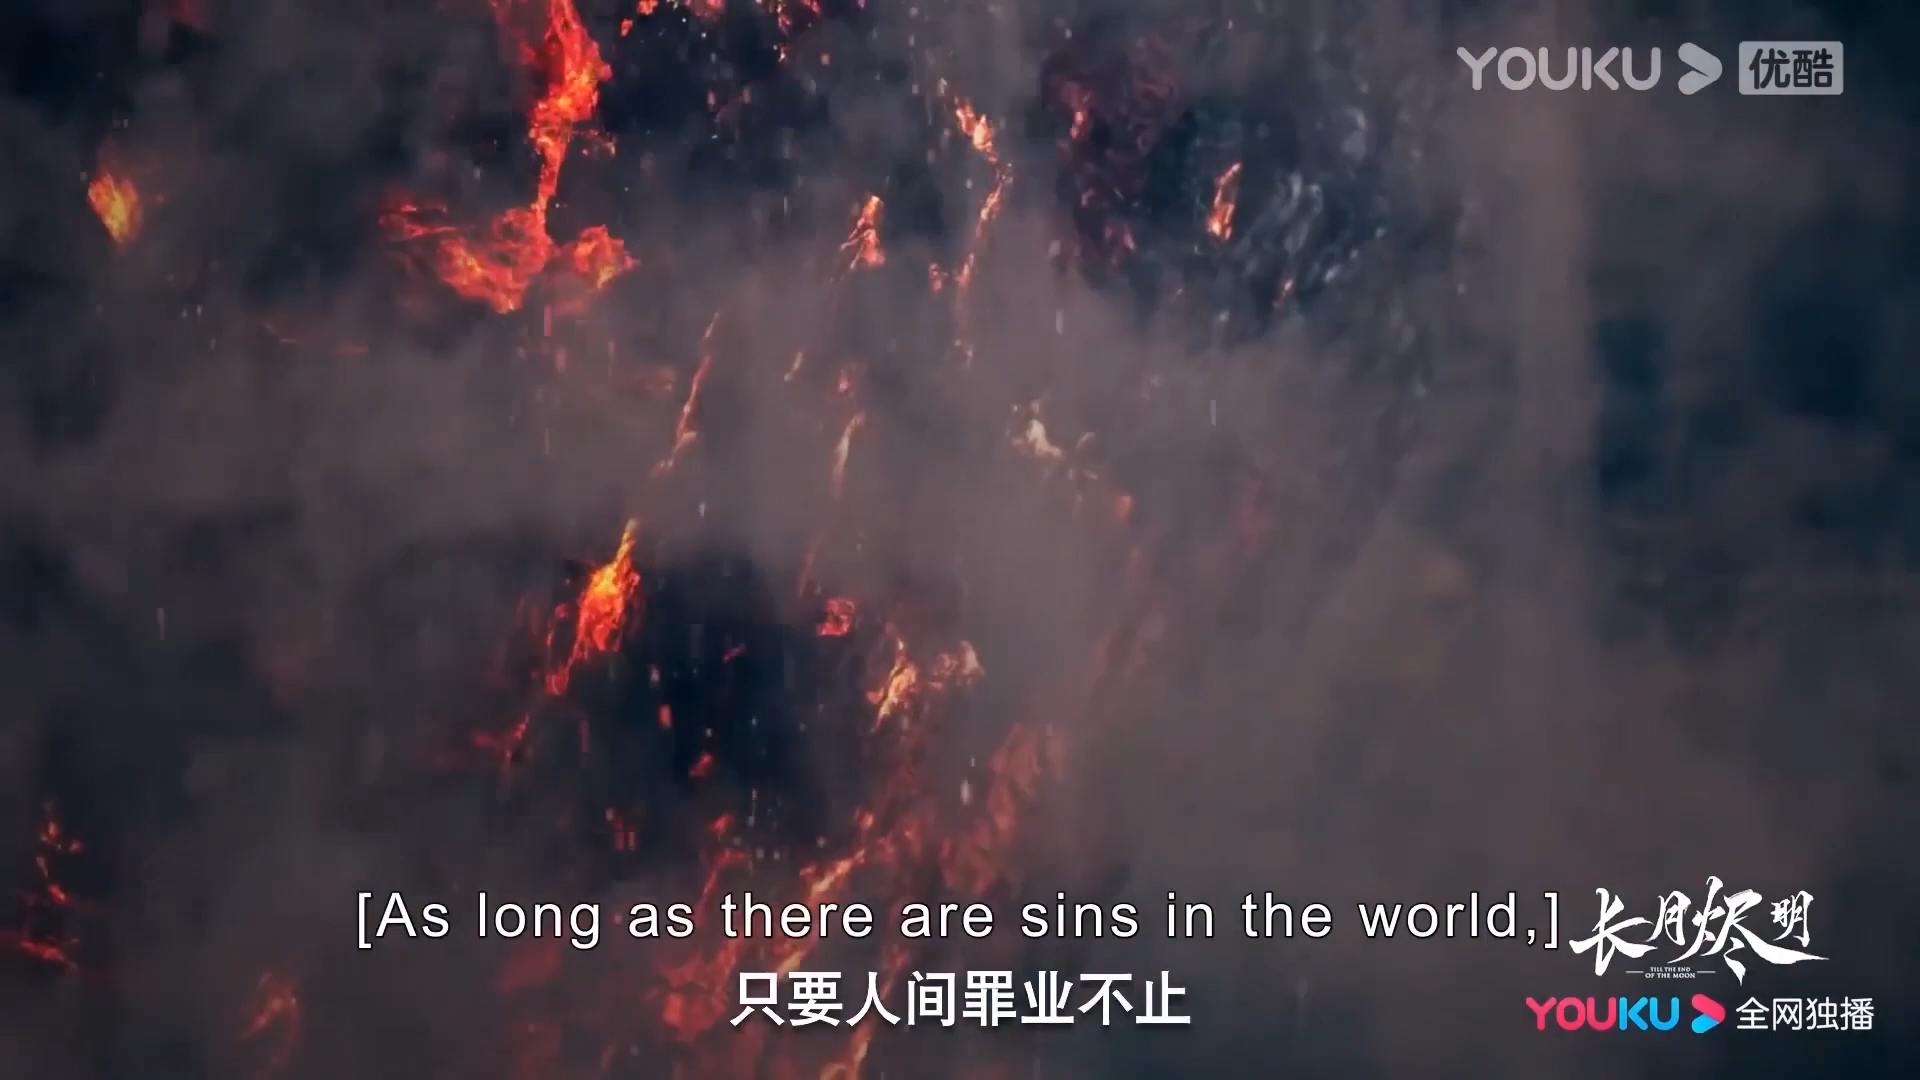 YOUKU 优酷
[As long as there are sins in the world,]
只要人间罪业不止
长月烬明
TILL THE END
OF THE MOON
YOUKU 全网独播